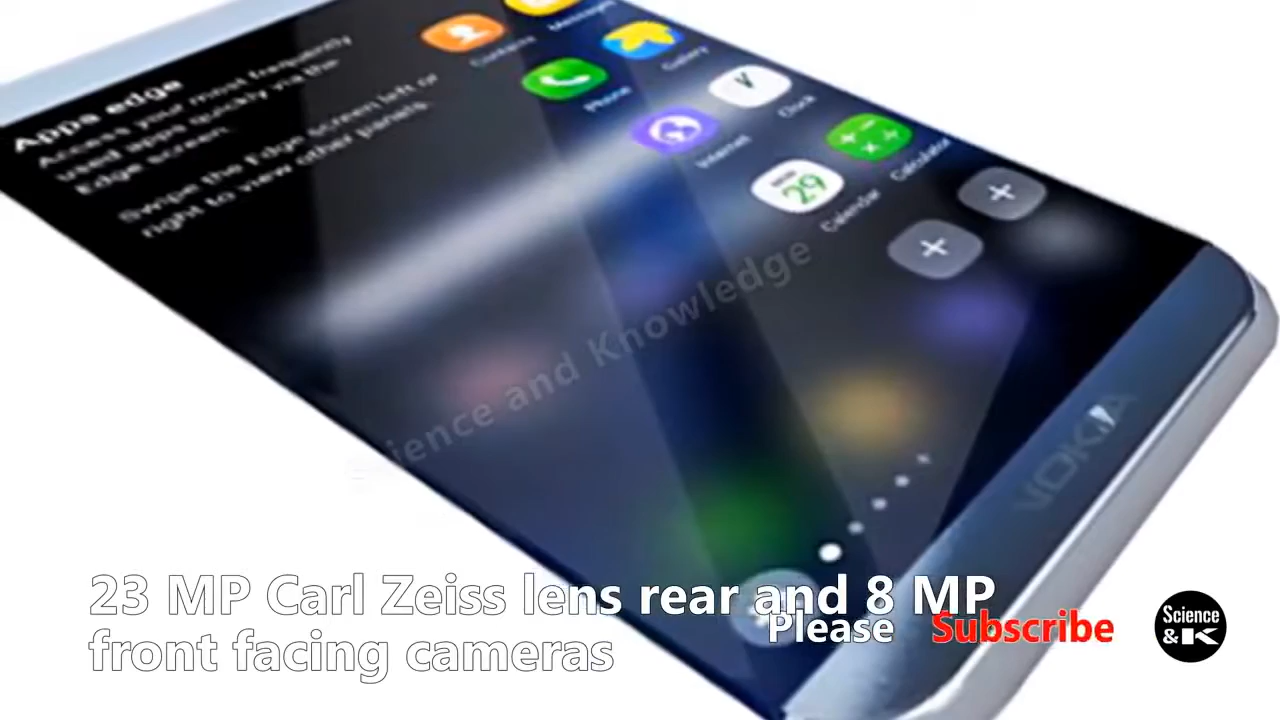 Messages
Contacts
Apps edge
Access your most frequently
used apps quickly via the
Edge screen.
Swipe the Edge screen left or
right to view other panels.
Gallery
Phone
Clock
Internet
Calculator
29
Calendar
Science and Knowledge
NOKIA
23 MP Carl Zeiss lens rear and 8 MP
front facing cameras
Please Subscribe
Science
& K